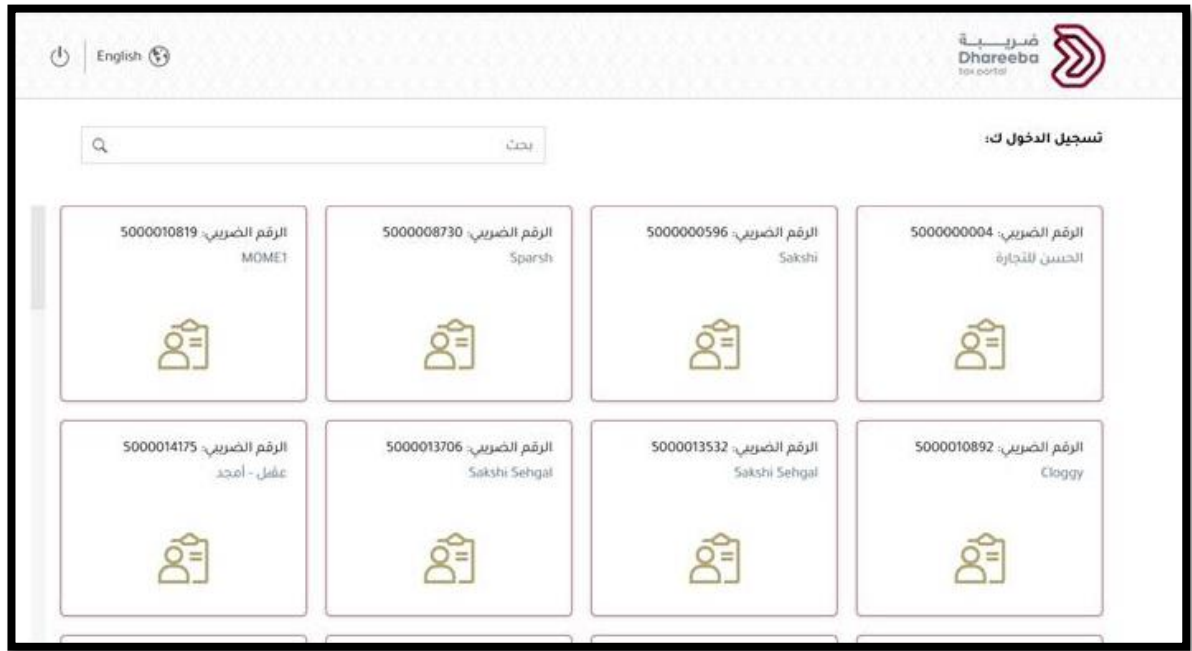 ضريبة
Dhareeba
tax portal
English
تسجيل الدخول ك:
بحث
الرقم الضريبي: 5000000004
الحسن للتجارة
الرقم الضريبي: 5000000596
Sakshi
الرقم الضريبي: 5000008730
Sparsh
الرقم الضريبي: 5000010819
MOME1
الرقم الضريبي: 5000010892
Cloggy
الرقم الضريبي: 5000013532
Sakshi Sehgal
الرقم الضريبي: 5000013706
Sakshi Sehgal
الرقم الضريبي: 5000014175
عقيل - أمجد